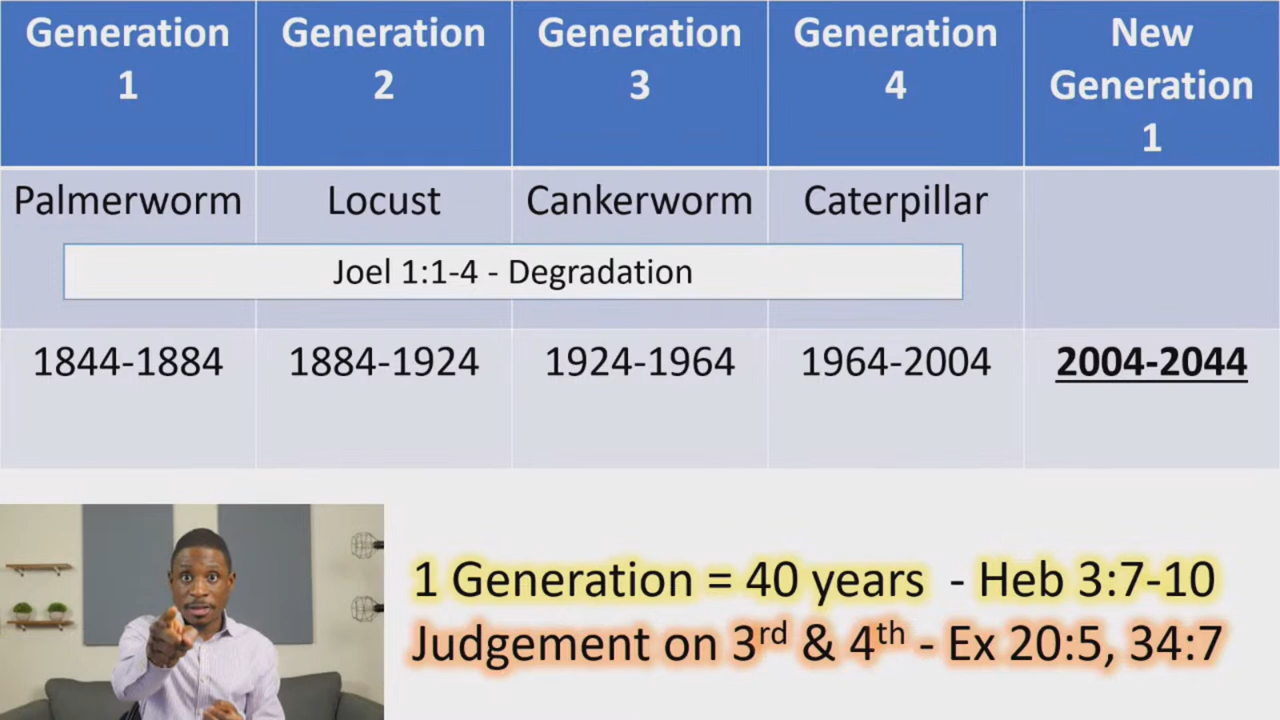 Generation
1
Generation
2
Generation
3
Generation
4
New
Generation
1
Palmerworm
Locust
Cankerworm
Caterpillar
Joel 1:1-4 - Degradation
1844-1884
1884-1924
1924-1964
1964-2004
2004-2044
1 Generation = 40 years - Heb 3:7-10
Judgement on 3rd & 4th - Ex 20:5, 34:7